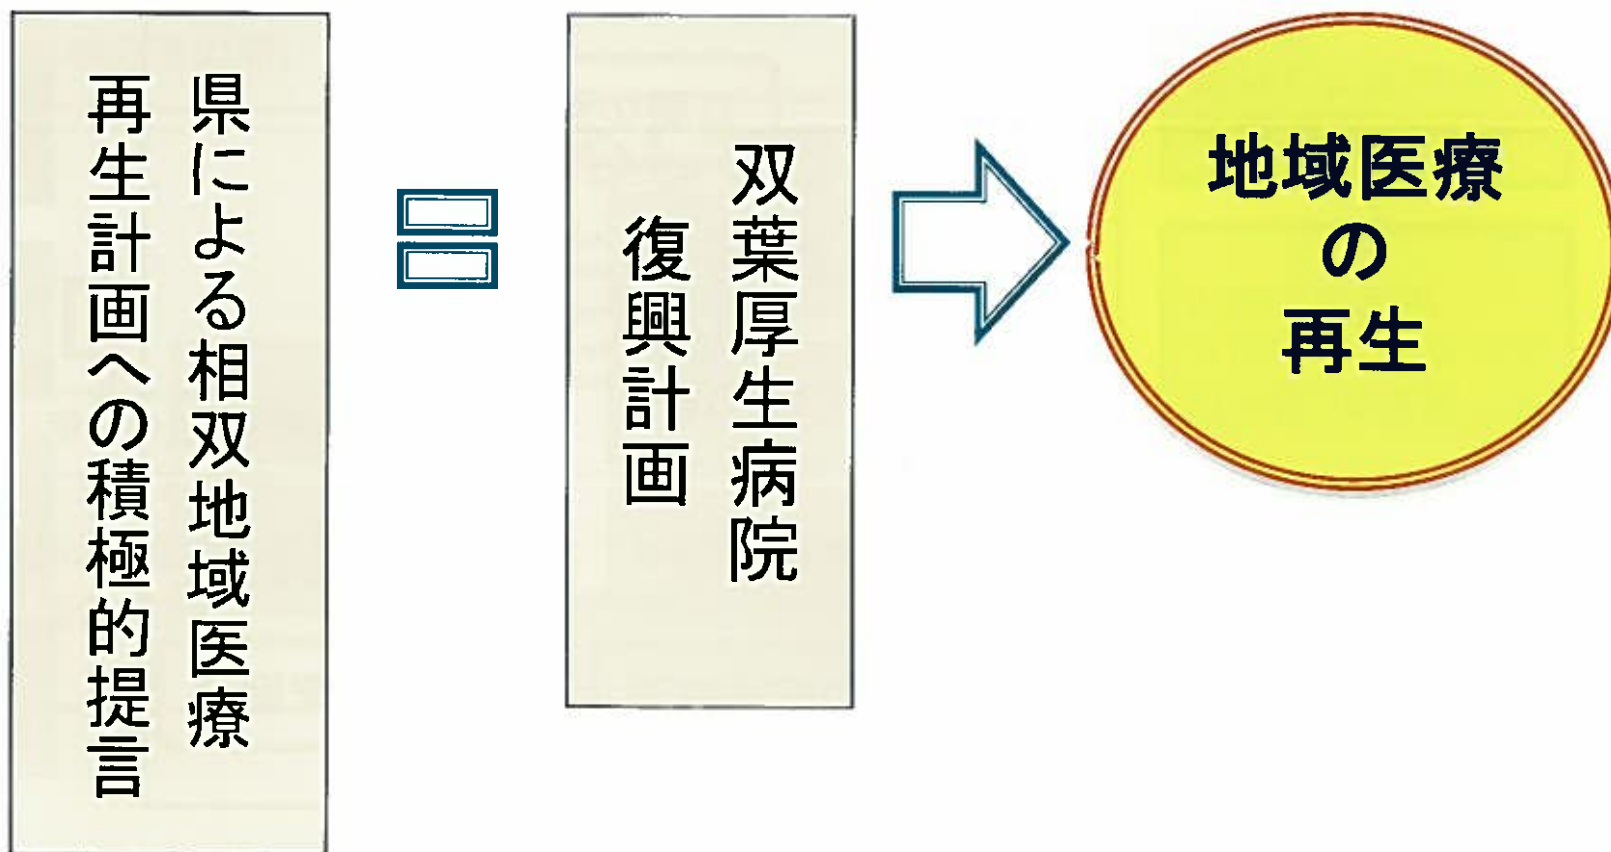 県による相双地域医療
再生計画への積極的提言
双葉厚生病院
復興計画
地域医療
の
再生